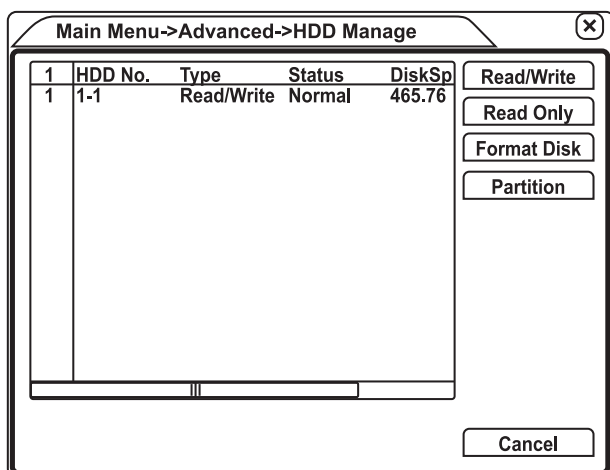 Main Menu->Advanced->HDD Manage
1 HDD No. Type Status DiskSp
1 1-1 Read/Write Normal 465.76
Read/Write
Read Only
Format Disk
Partition
Cancel